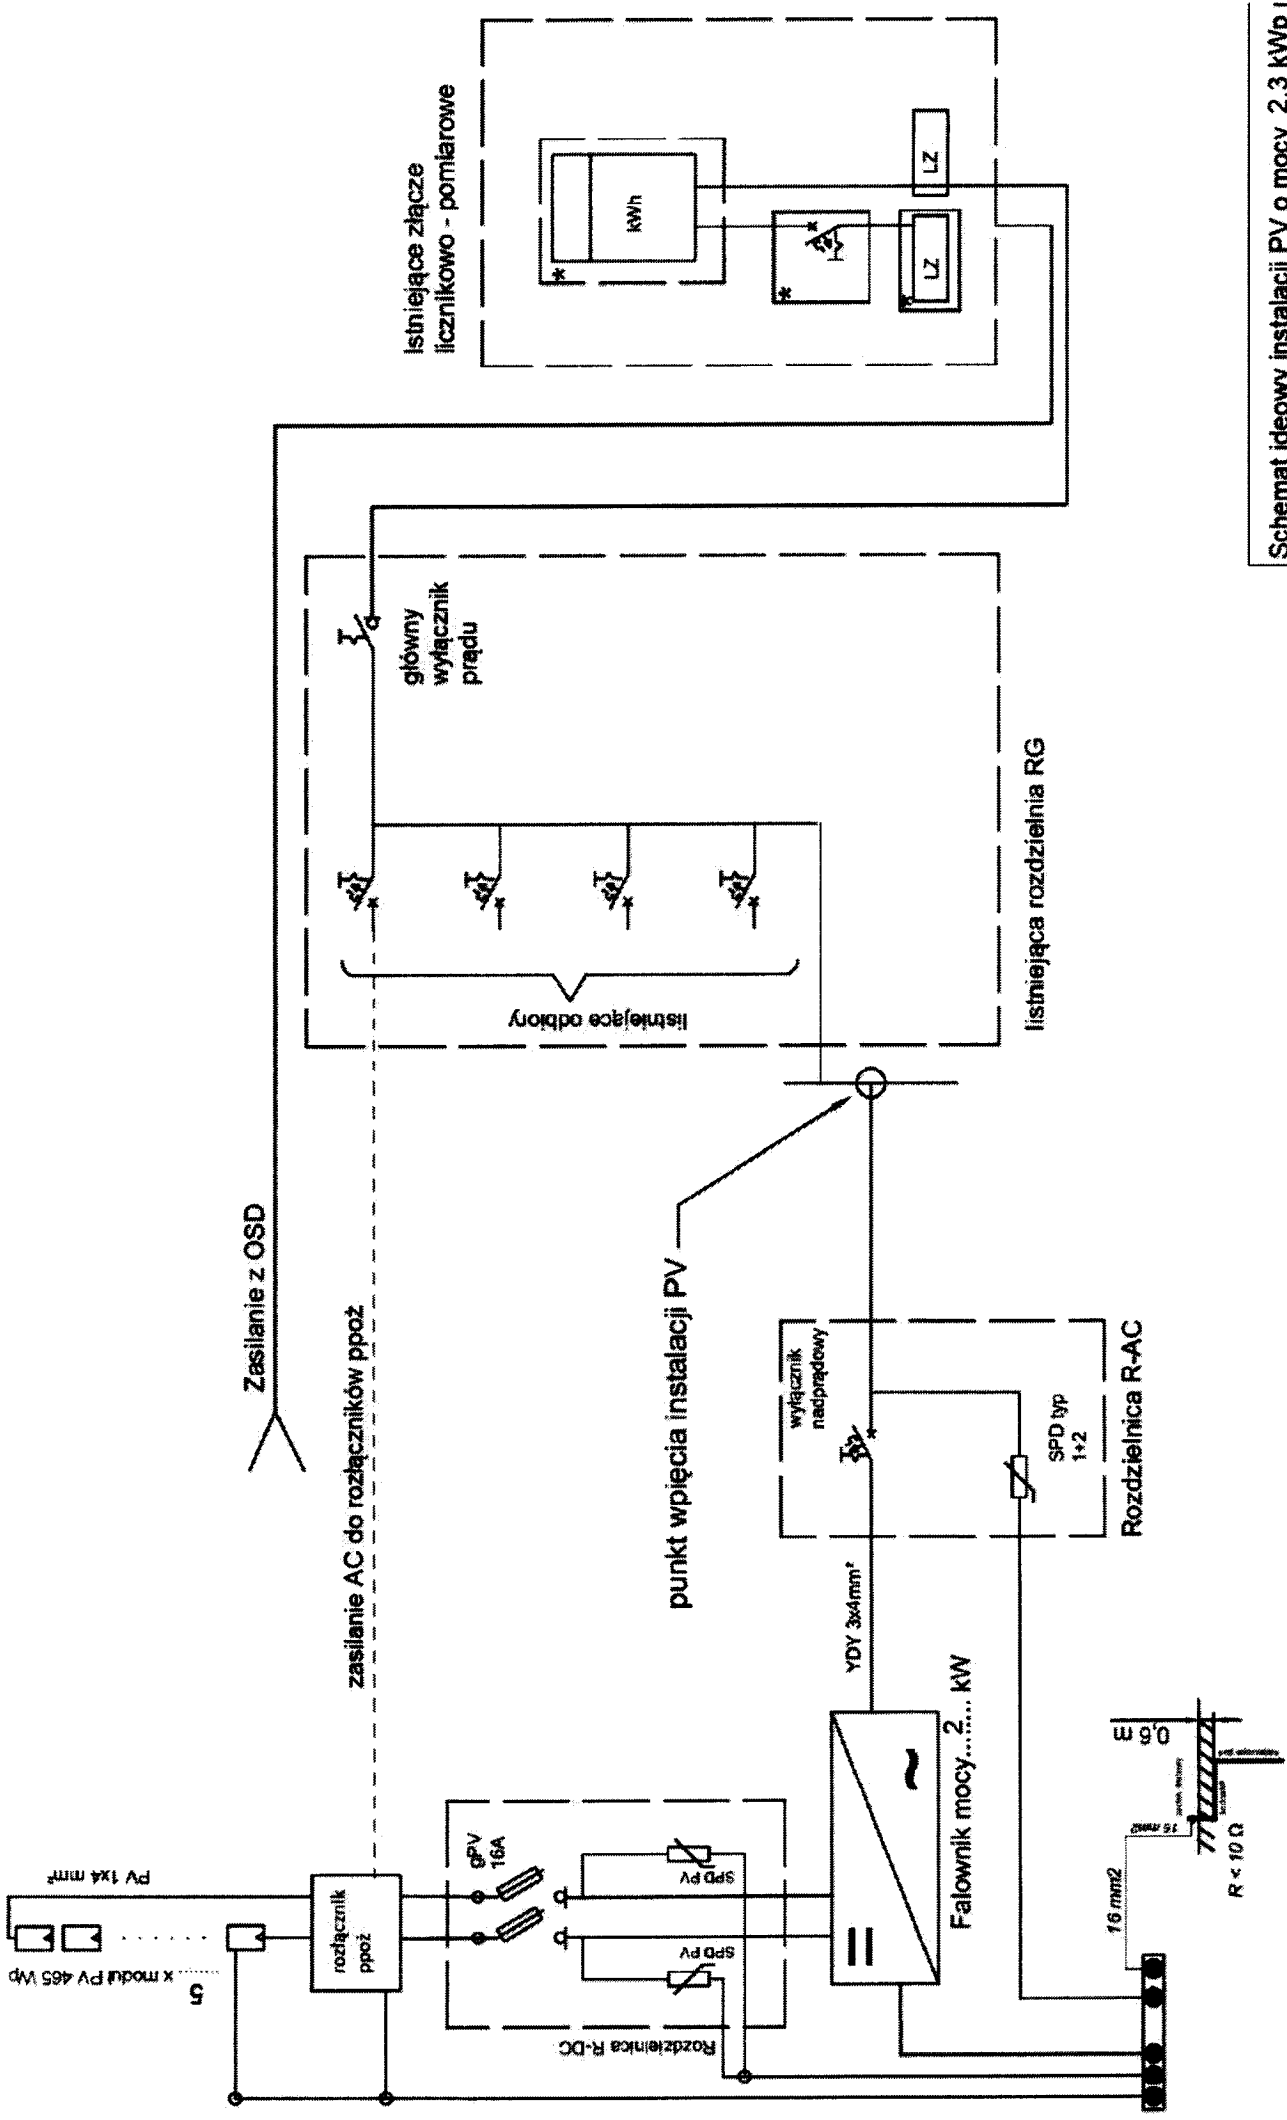 Istniejące złącze
licznikowo - pomiarowe
kWh
*
*
*
LZ
LZ
Zasilanie z OSD
zasilanie AC do rozłączników ppoż
główny
wyłącznik
prądu
Iistniejące odbiory
Iistniejąca rozdzielnia RG
punkt wpięcia instalacji PV
wyłącznik
nadprądowy
SPD typ
1+2
Rozdzielnica R-AC
YDY 3x4mm²
Falownik mocy...2.... kW
PV 1x4 mm²
5 ........ x moduł PV 465 Wp
rozłącznik
ppoż
gPV
16A
SPD PV
SPD PV
Rozdzielnica R-DC
16 mm2
16 mm2
0,6 m
R < 10 Ω
Schemat ideowy instalacji PV o mocy 2.3 kWp